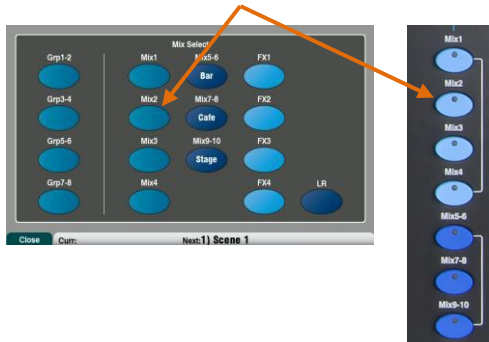 Mix Select
Grp1-2 Mix1 Mix5-6 FX1
Bar
Grp3-4 Mix2 Mix7-8 FX2
Cafe
Grp5-6 Mix3 Mix9-10 FX3
Stage
Grp7-8 Mix4 FX4 LR
Close Curr: Next:1) Scene 1
Mix1
Mix2
Mix3
Mix4
Mix5-6
Mix7-8
Mix9-10